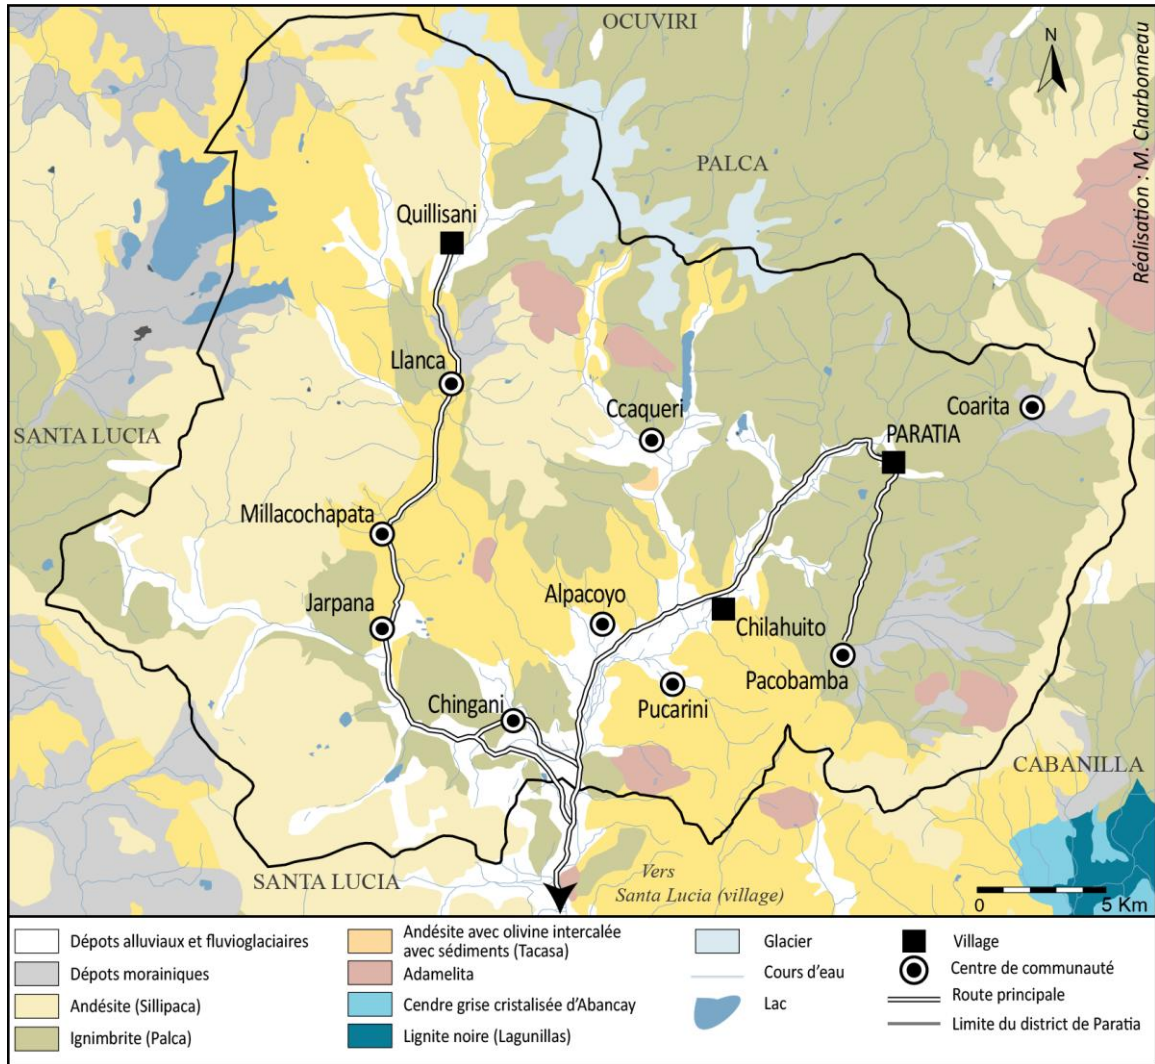 OCUVIRI
N
Réalisation : M. Charbonneau
PALCA
Quillisani
Llanca
Ccaqueri
Coarita
SANTA LUCIA
PARATIA
Millacochapata
Jarpana
Alpacoyo
Chilahuito
Pacobamba
Pucarini
Chingani
CABANILLA
SANTA LUCIA
Vers
Santa Lucia (village)
0 5 Km
Dépots alluviaux et fluvioglaciaires
Dépots morainiques
Andésite (Sillipaca)
Ignimbrite (Palca)
Andésite avec olivine intercalée
avec sédiments (Tacasa)
Adamelita
Cendre grise cristalisée d'Abancay
Lignite noire (Lagunillas)
Glacier
Cours d'eau
Lac
Village
Centre de communauté
Route principale
Limite du district de Paratia